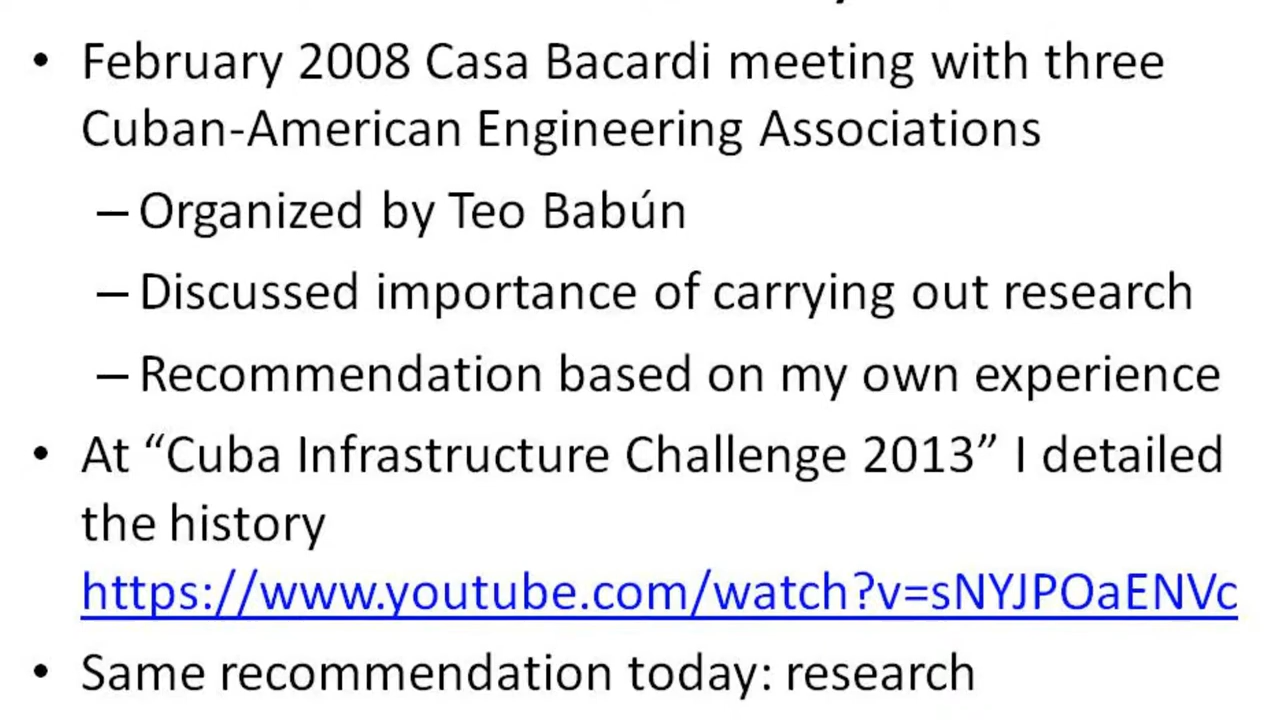 • February 2008 Casa Bacardi meeting with three
Cuban-American Engineering Associations
– Organized by Teo Babún
– Discussed importance of carrying out research
– Recommendation based on my own experience
• At “Cuba Infrastructure Challenge 2013” I detailed
the history
https://www.youtube.com/watch?v=sNYJPOaENVc
• Same recommendation today: research